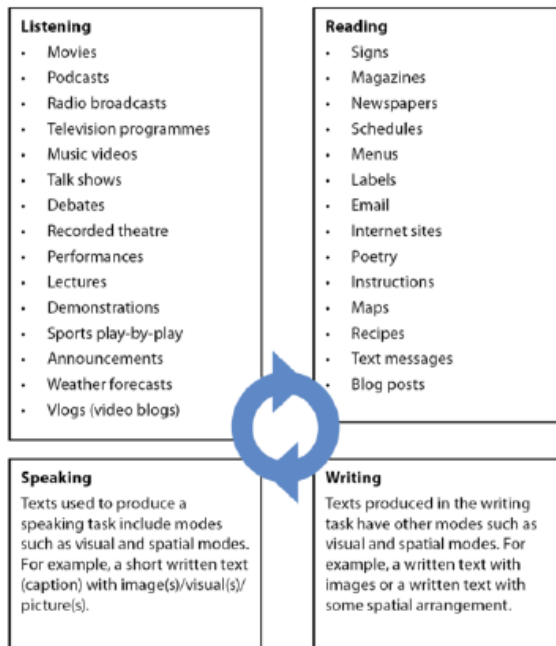 Listening
• Movies
• Podcasts
• Radio broadcasts
• Television programmes
• Music videos
• Talk shows
• Debates
• Recorded theatre
• Performances
• Lectures
• Demonstrations
• Sports play-by-play
• Announcements
• Weather forecasts
• Vlogs (video blogs)
Reading
• Signs
• Magazines
• Newspapers
• Schedules
• Menus
• Labels
• Email
• Internet sites
• Poetry
• Instructions
• Maps
• Recipes
• Text messages
• Blog posts
Speaking
Texts used to produce a
speaking task include modes
such as visual and spatial modes.
For example, a short written text
(caption) with image(s)/visual(s)/
picture(s).
Writing
Texts produced in the writing
task have other modes such as
visual and spatial modes. For
example, a written text with
images or a written text with
some spatial arrangement.